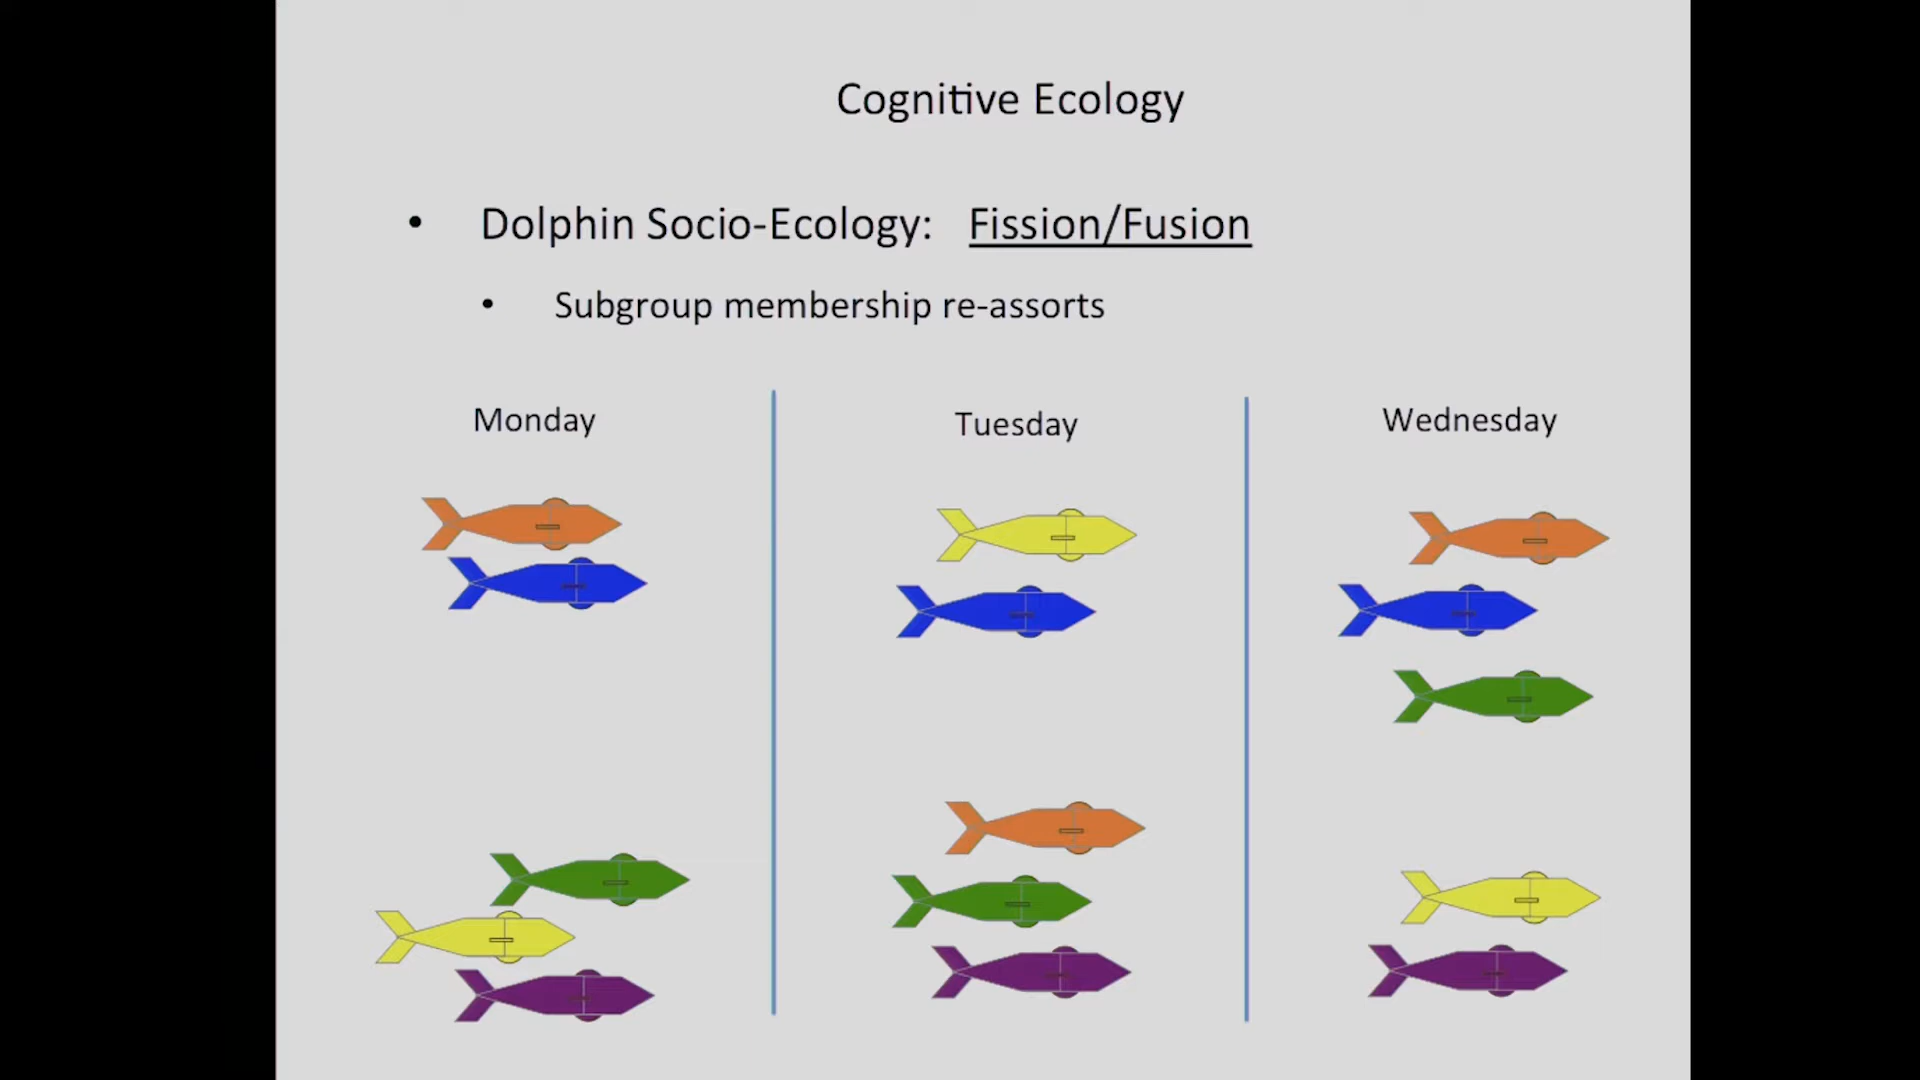 Cognitive Ecology
• Dolphin Socio-Ecology: Fission/Fusion
• Subgroup membership re-assorts
Monday
Tuesday
Wednesday